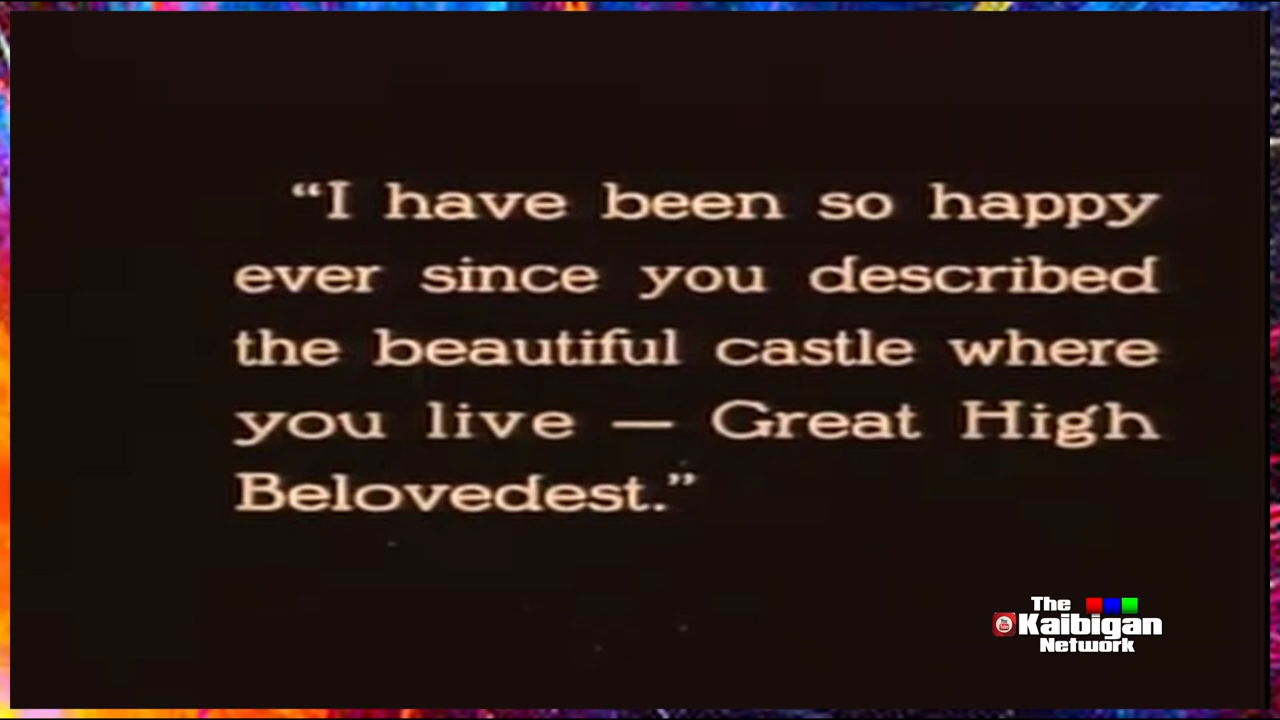 “I have been so happy
ever since you described
the beautiful castle where
you live — Great High
Belovedest.”
The
Kaibigan
Network